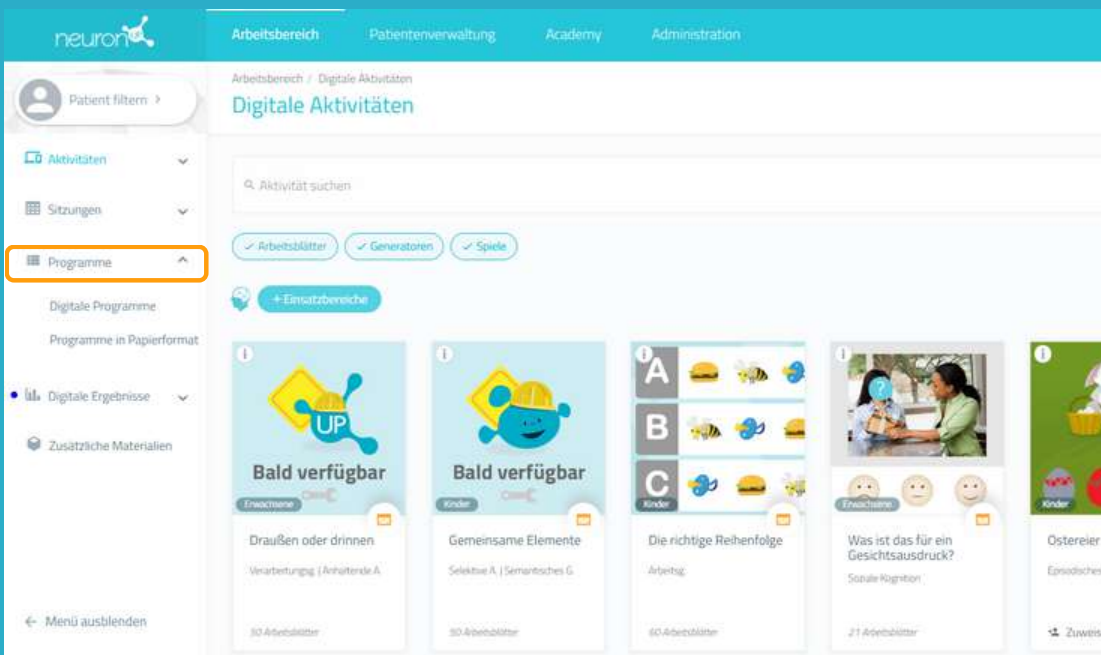 neuronUP
Arbeitsbereich
Patientenverwaltung
Academy
Administration
Patient filtern >
Aktivitäten
Sitzungen
Programme
Digitale Programme
Programme in Papierformat
Digitale Ergebnisse
Zusätzliche Materialien
← Menü ausblenden
Arbeitsbereich / Digitale Aktivitäten
Digitale Aktivitäten
Aktivität suchen
✓ Arbeitsblätter
✓ Generatoren
✓ Spiele
+ Einsatzbereiche
i
UP
Bald verfügbar
Erwachsene
Draußen oder drinnen
Verarbeitungsg. | Anhaltende A.
30 Arbeitsblätter
i
Bald verfügbar
Kinder
Gemeinsame Elemente
Selektive A. | Semantisches G.
i
A
B
C
Kinder
Die richtige Reihenfolge
Arbeitsg.
60 Arbeitsblätter
i
?
Erwachsene
Was ist das für ein
Gesichtsausdruck?
Soziale Kognition
21 Arbeitsblätter
i
Kinder
Ostereier
Episodisches
Zuweis